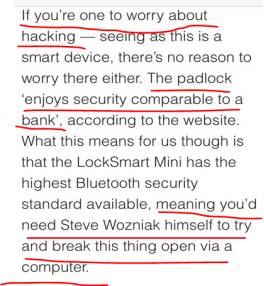 If you're one to worry about
hacking — seeing as this is a
smart device, there's no reason to
worry there either. The padlock
'enjoys security comparable to a
bank', according to the website.
What this means for us though is
that the LockSmart Mini has the
highest Bluetooth security
standard available, meaning you'd
need Steve Wozniak himself to try
and break this thing open via a
computer.